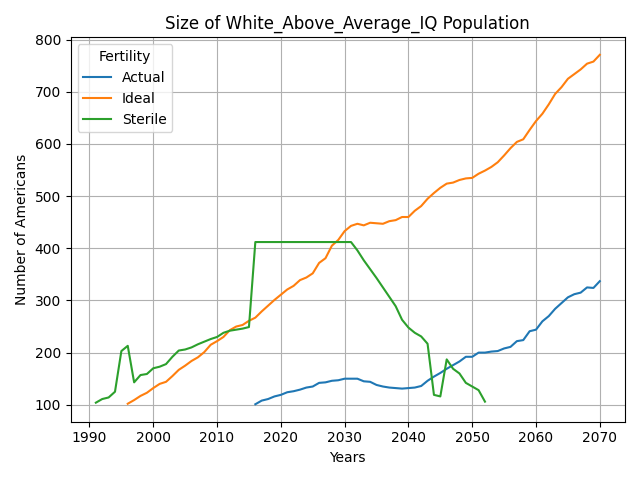 Size of White_Above_Average_IQ Population
Number of Americans
800
700
600
500
400
300
200
100
Fertility
Actual
Ideal
Sterile
1990 2000 2010 2020 2030 2040 2050 2060 2070
Years